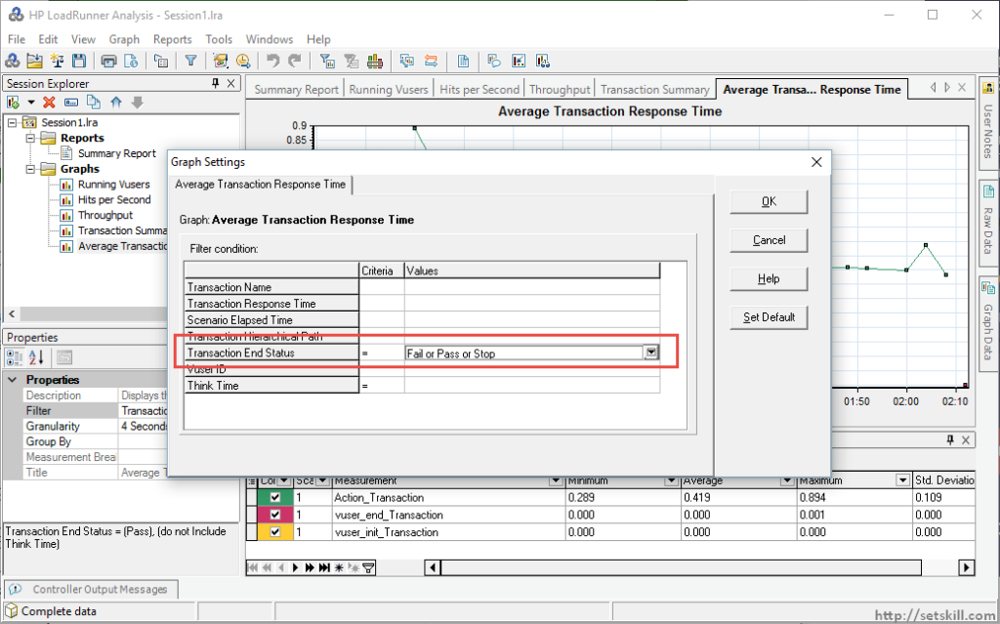 HP LoadRunner Analysis - Session1.lra
File Edit View Graph Reports Tools Windows Help
Session Explorer
Summary Report Running Vusers Hits per Second Throughput Transaction Summary Average Transa... Response Time
Session1.lra
Reports
Summary Report
Graphs
Running Vusers
Hits per Second
Throughput
Transaction Summa
Average Transactio
Average Transaction Response Time
0.9
0.85
01:50 02:00 02:10
User Notes
Raw Data
Graph Data
Graph Settings
Average Transaction Response Time
Graph: Average Transaction Response Time
Filter condition:
Criteria Values
Transaction Name
Transaction Response Time
Scenario Elapsed Time
Transaction Hierarchical Path
Transaction End Status = Fail or Pass or Stop
Vuser ID
Think Time =
OK
Cancel
Help
Set Default
Properties
Properties
Description Displays th
Filter Transactio
Granularity 4 Seconds
Group By
Measurement Brea
Title Average T
Transaction End Status = (Pass), (do not Include
Think Time)
Col Sca Measurement Minimum Average Maximum Std. Deviatio
1 Action_Transaction 0.289 0.419 0.894 0.109
1 vuser_end_Transaction 0.000 0.000 0.001 0.000
1 vuser_init_Transaction 0.000 0.000 0.000 0.000
Controller Output Messages
Complete data
http://setskill.com